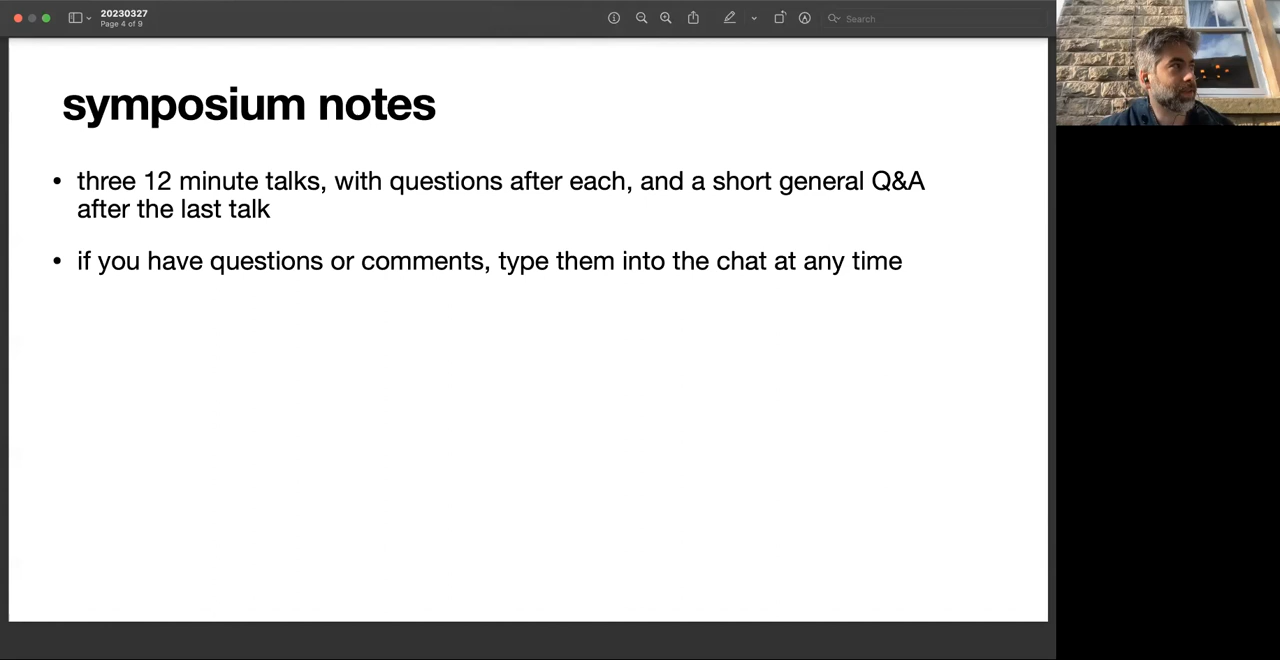 20230327
Page 4 of 9
Search
symposium notes
• three 12 minute talks, with questions after each, and a short general Q&A
after the last talk
• if you have questions or comments, type them into the chat at any time